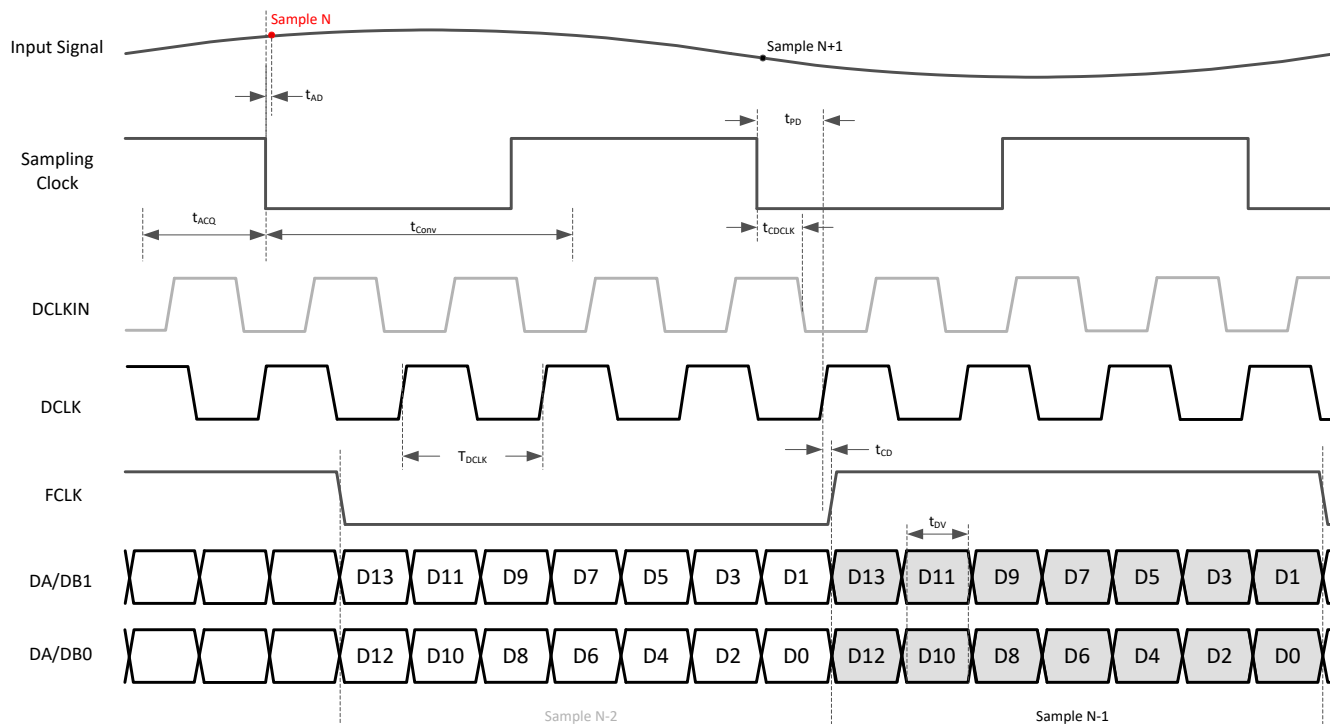 Sample N
Input Signal
Sample N+1
tAD
tPD
Sampling
Clock
tACQ
tConv
tCDCLK
DCLKIN
DCLK
TDCLK
tCD
FCLK
tDV
DA/DB1 D13 D11 D9 D7 D5 D3 D1 D13 D11 D9 D7 D5 D3 D1
DA/DB0 D12 D10 D8 D6 D4 D2 D0 D12 D10 D8 D6 D4 D2 D0
Sample N-2 Sample N-1